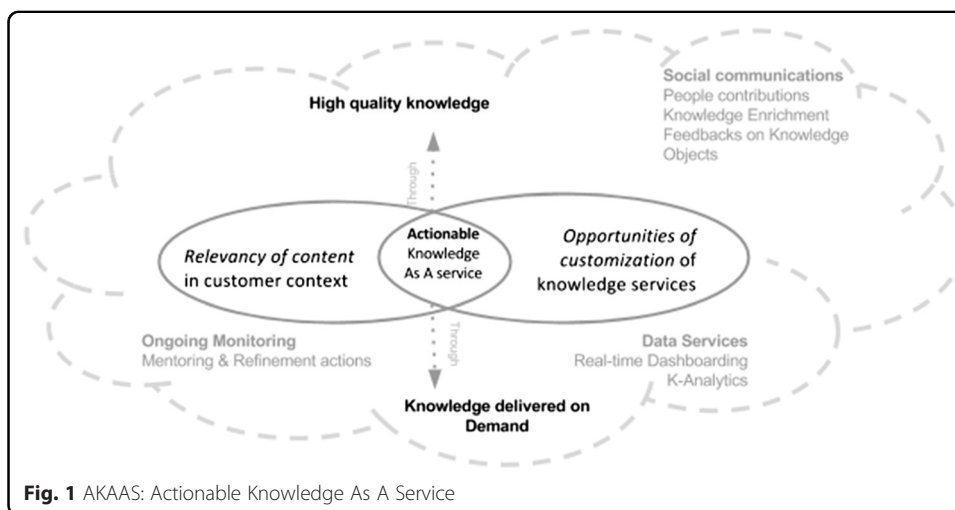 High quality knowledge
Social communications
People contributions
Knowledge Enrichment
Feedbacks on Knowledge
Objects
Through
Relevancy of content
in customer context
Actionable
Knowledge
As A service
Opportunities of
customization of
knowledge services
Ongoing Monitoring
Mentoring & Refinement actions
Through
Data Services
Real-time Dashboarding
K-Analytics
Knowledge delivered on
Demand
Fig. 1 AKAAS: Actionable Knowledge As A Service